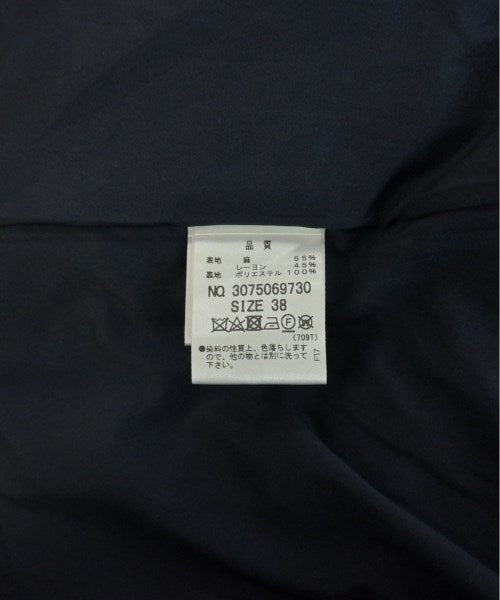 品 質
表地 麻 55%
レーヨン 45%
裏地 ポリエステル 100%
NO 3075069730
SIZE 38
(709T)
●染料の性質上、色落ちします
ので、他の物とは別に洗って
下さい。
F17